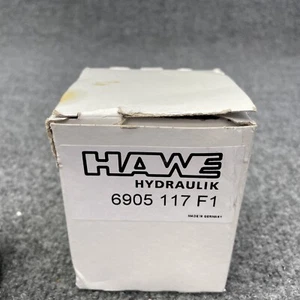 HAWE
HYDRAULIK
6905 117 F1
MADE IN GERMANY